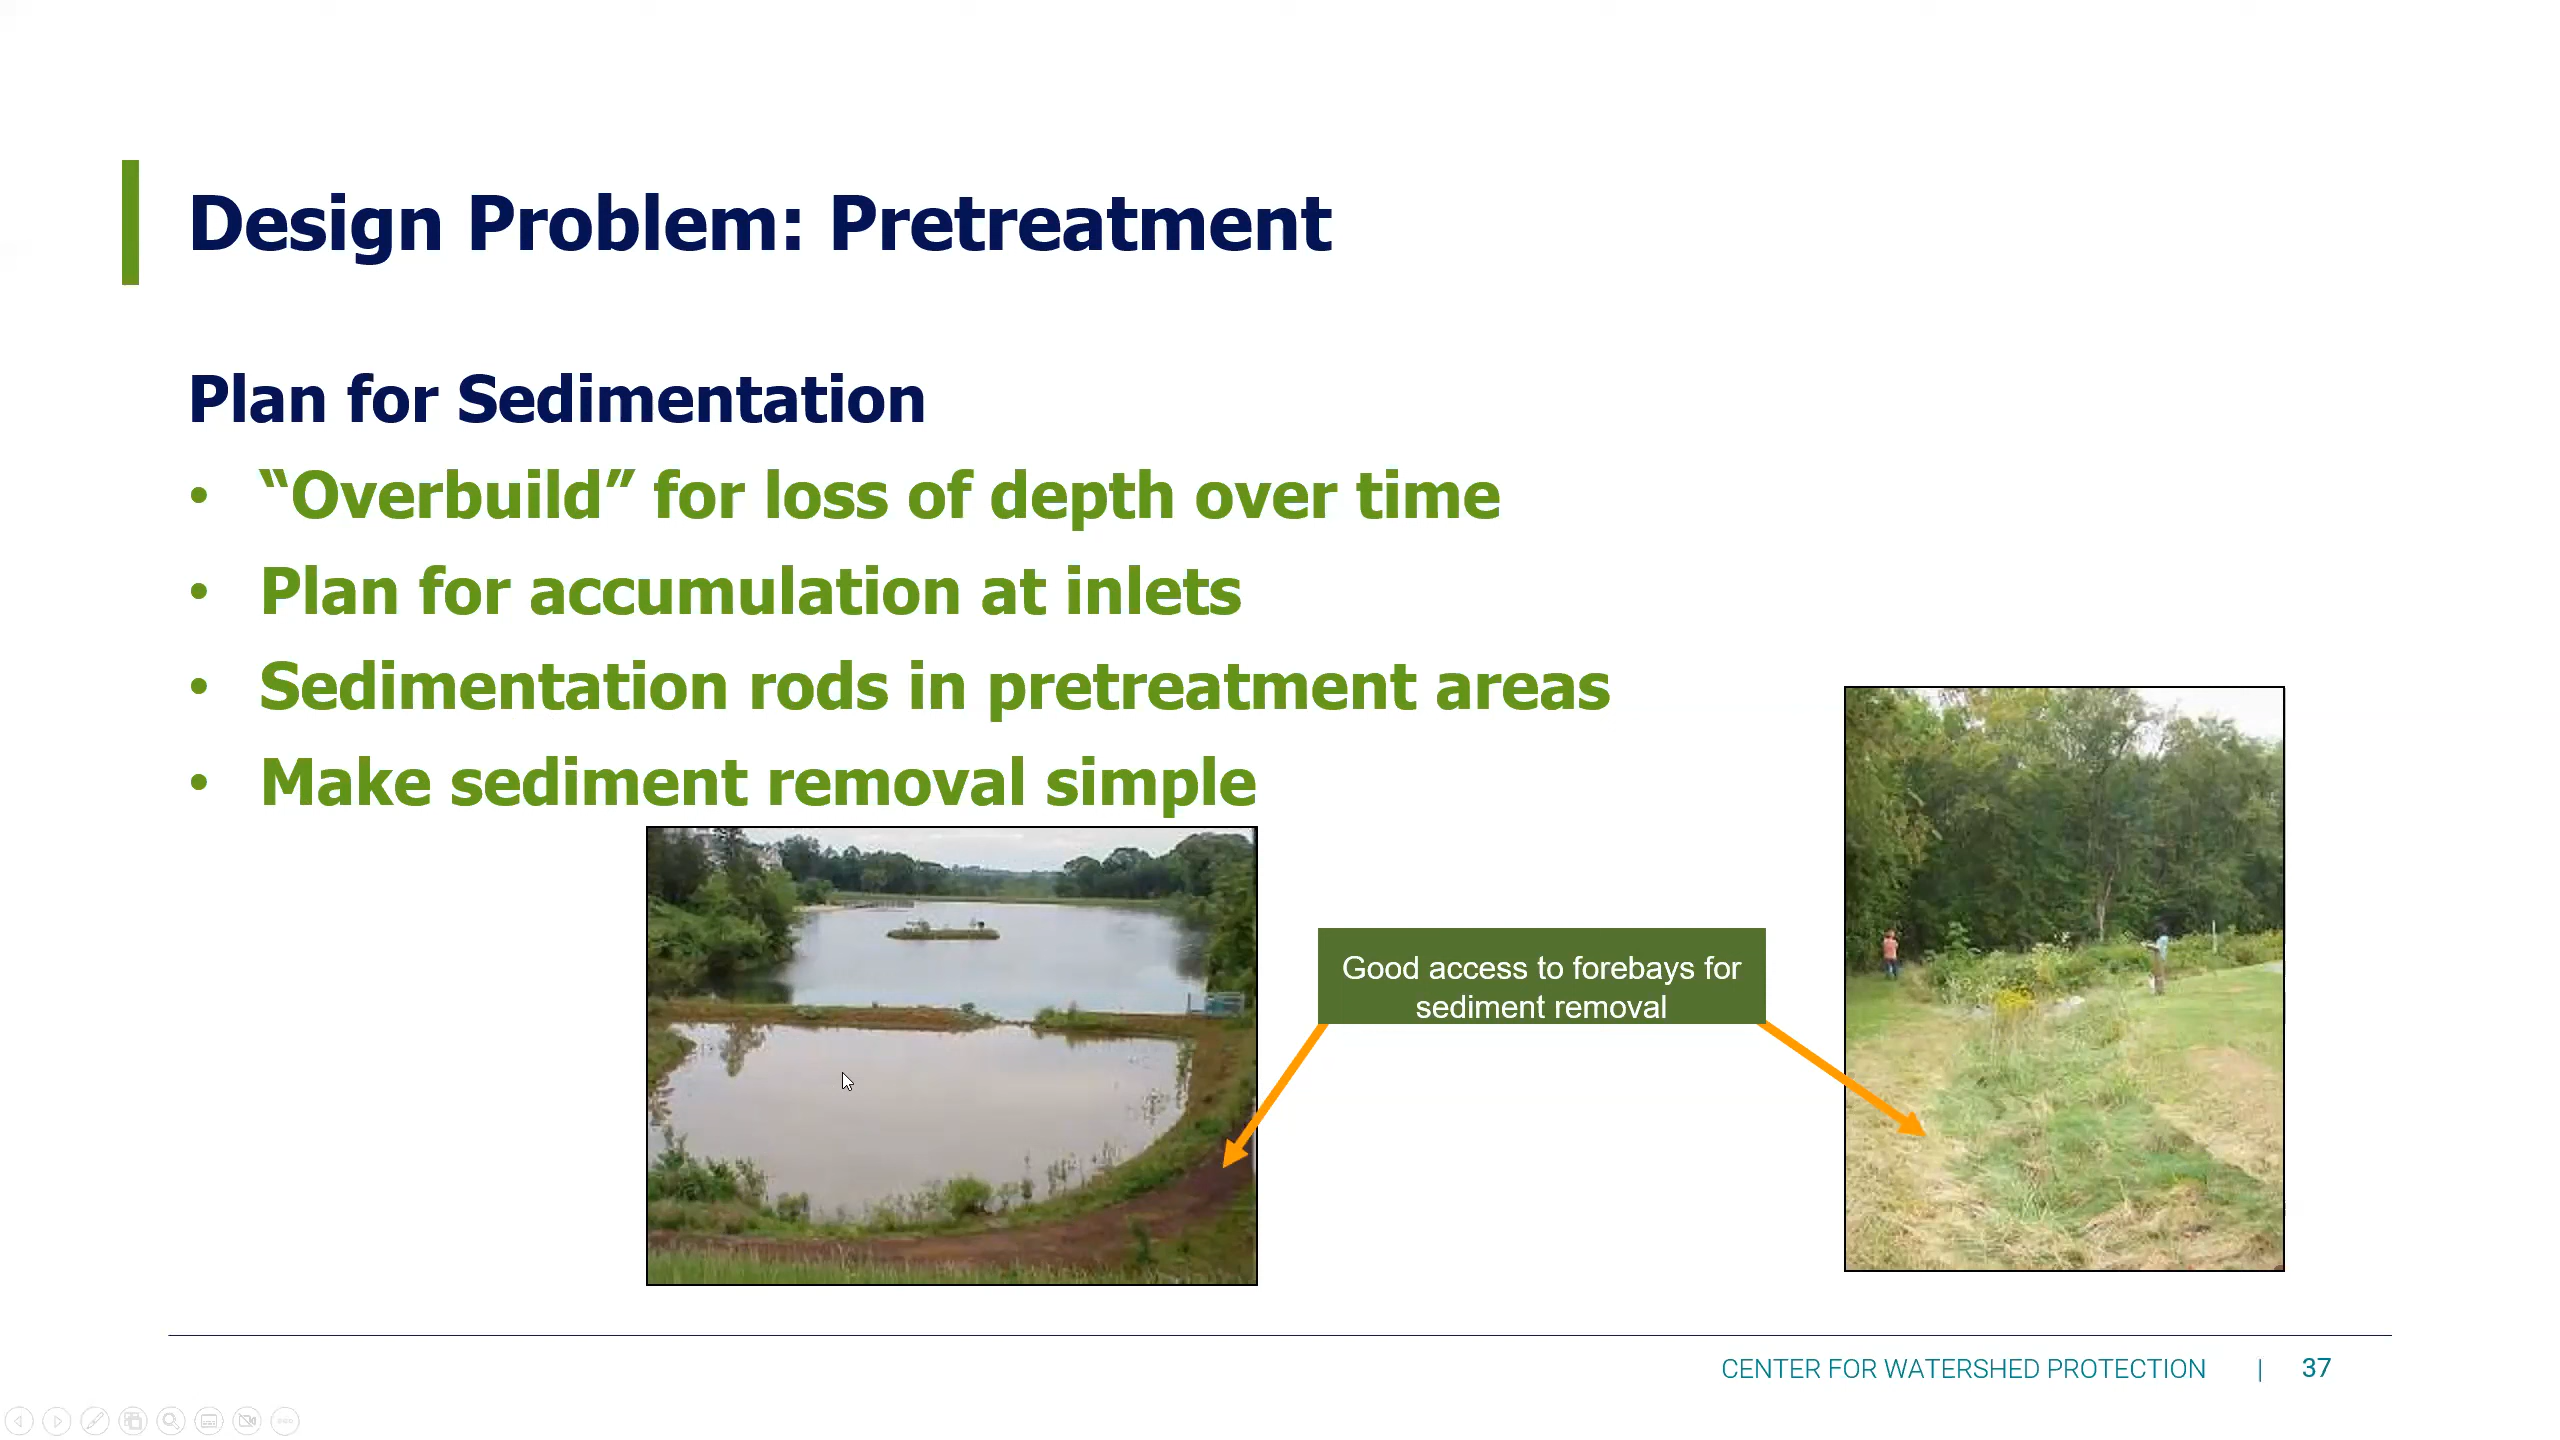 Design Problem: Pretreatment
Plan for Sedimentation
• “Overbuild” for loss of depth over time
• Plan for accumulation at inlets
• Sedimentation rods in pretreatment areas
• Make sediment removal simple
Good access to forebays for
sediment removal
CENTER FOR WATERSHED PROTECTION | 37